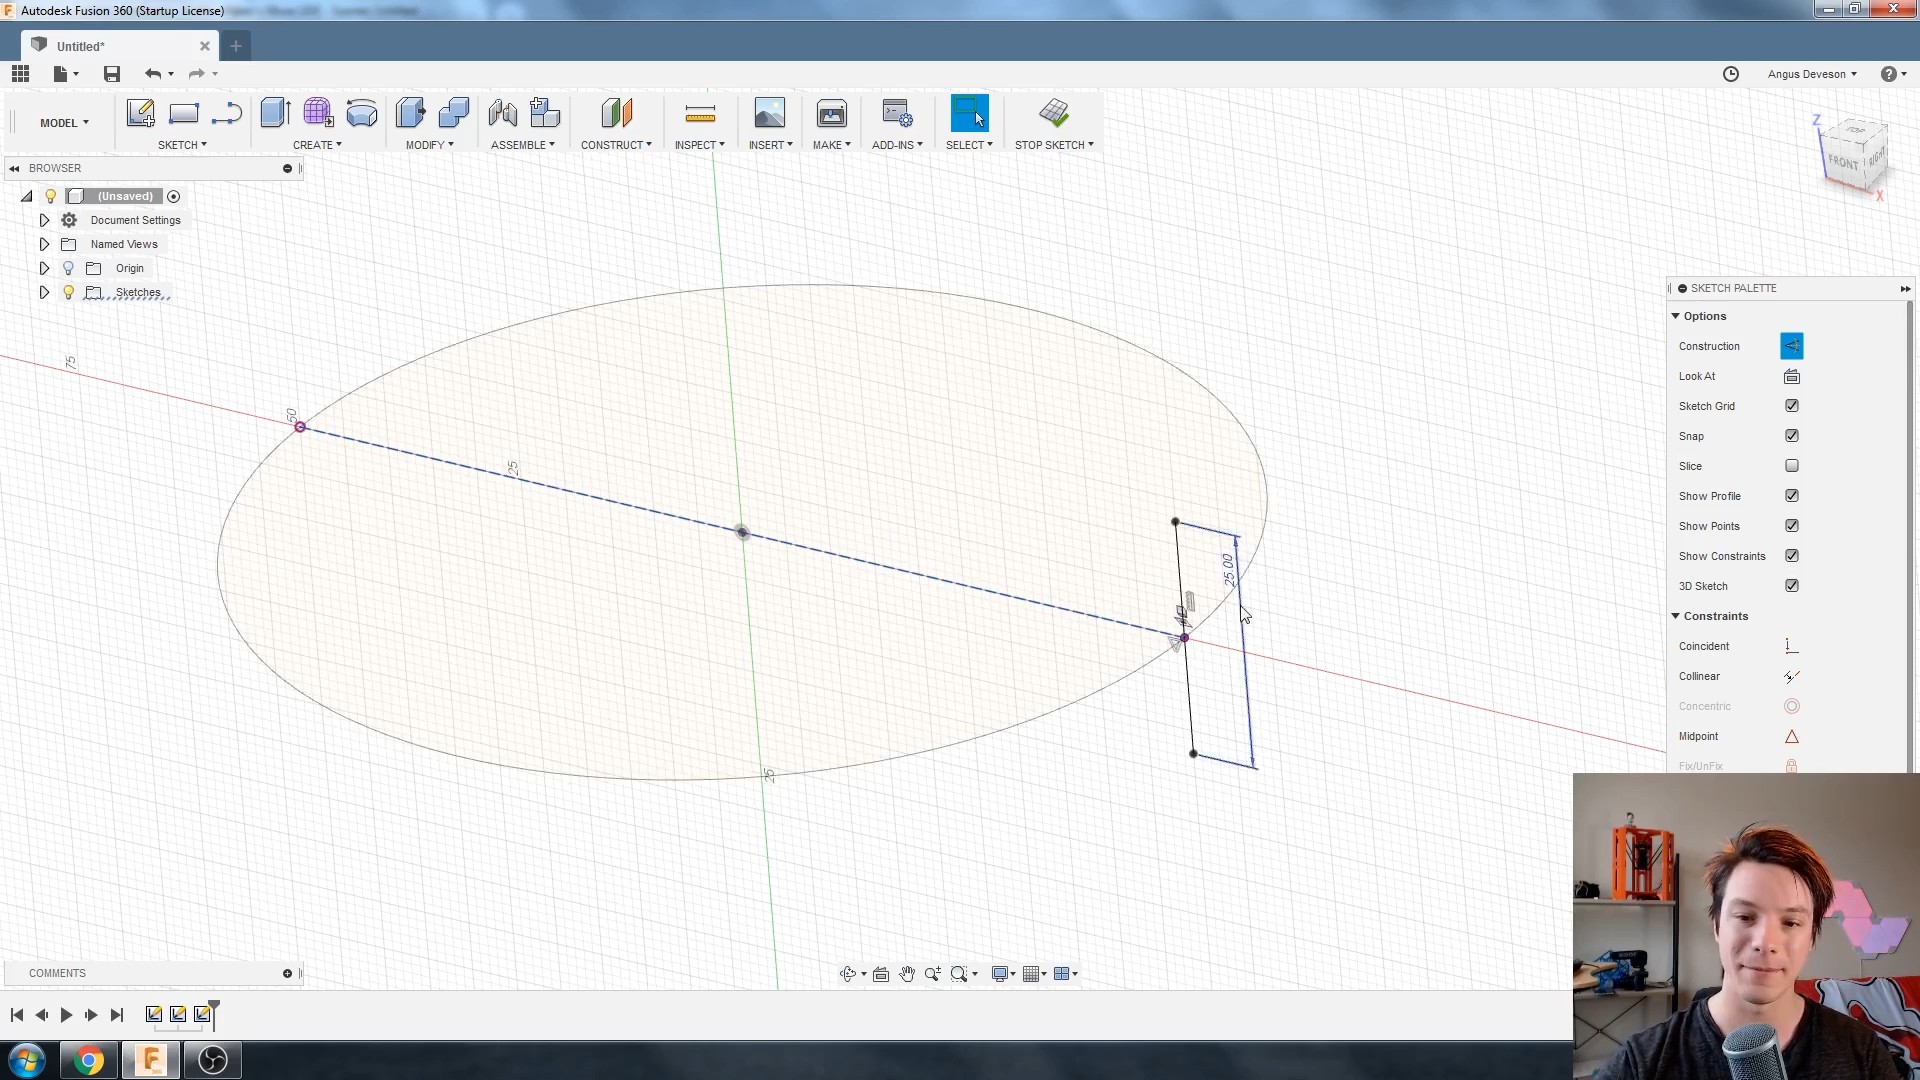 Autodesk Fusion 360 (Startup License)
Untitled*
Angus Deveson
MODEL
SKETCH
CREATE
MODIFY
ASSEMBLE
CONSTRUCT
INSPECT
INSERT
MAKE
ADD-INS
SELECT
STOP SKETCH
BROWSER
(Unsaved)
Document Settings
Named Views
Origin
Sketches
Z
TOP
FRONT
RIGHT
X
75
50
25
25.00
25
SKETCH PALETTE
Options
Construction
Look At
Sketch Grid
Snap
Slice
Show Profile
Show Points
Show Constraints
3D Sketch
Constraints
Coincident
Collinear
Concentric
Midpoint
Fix/UnFix
COMMENTS